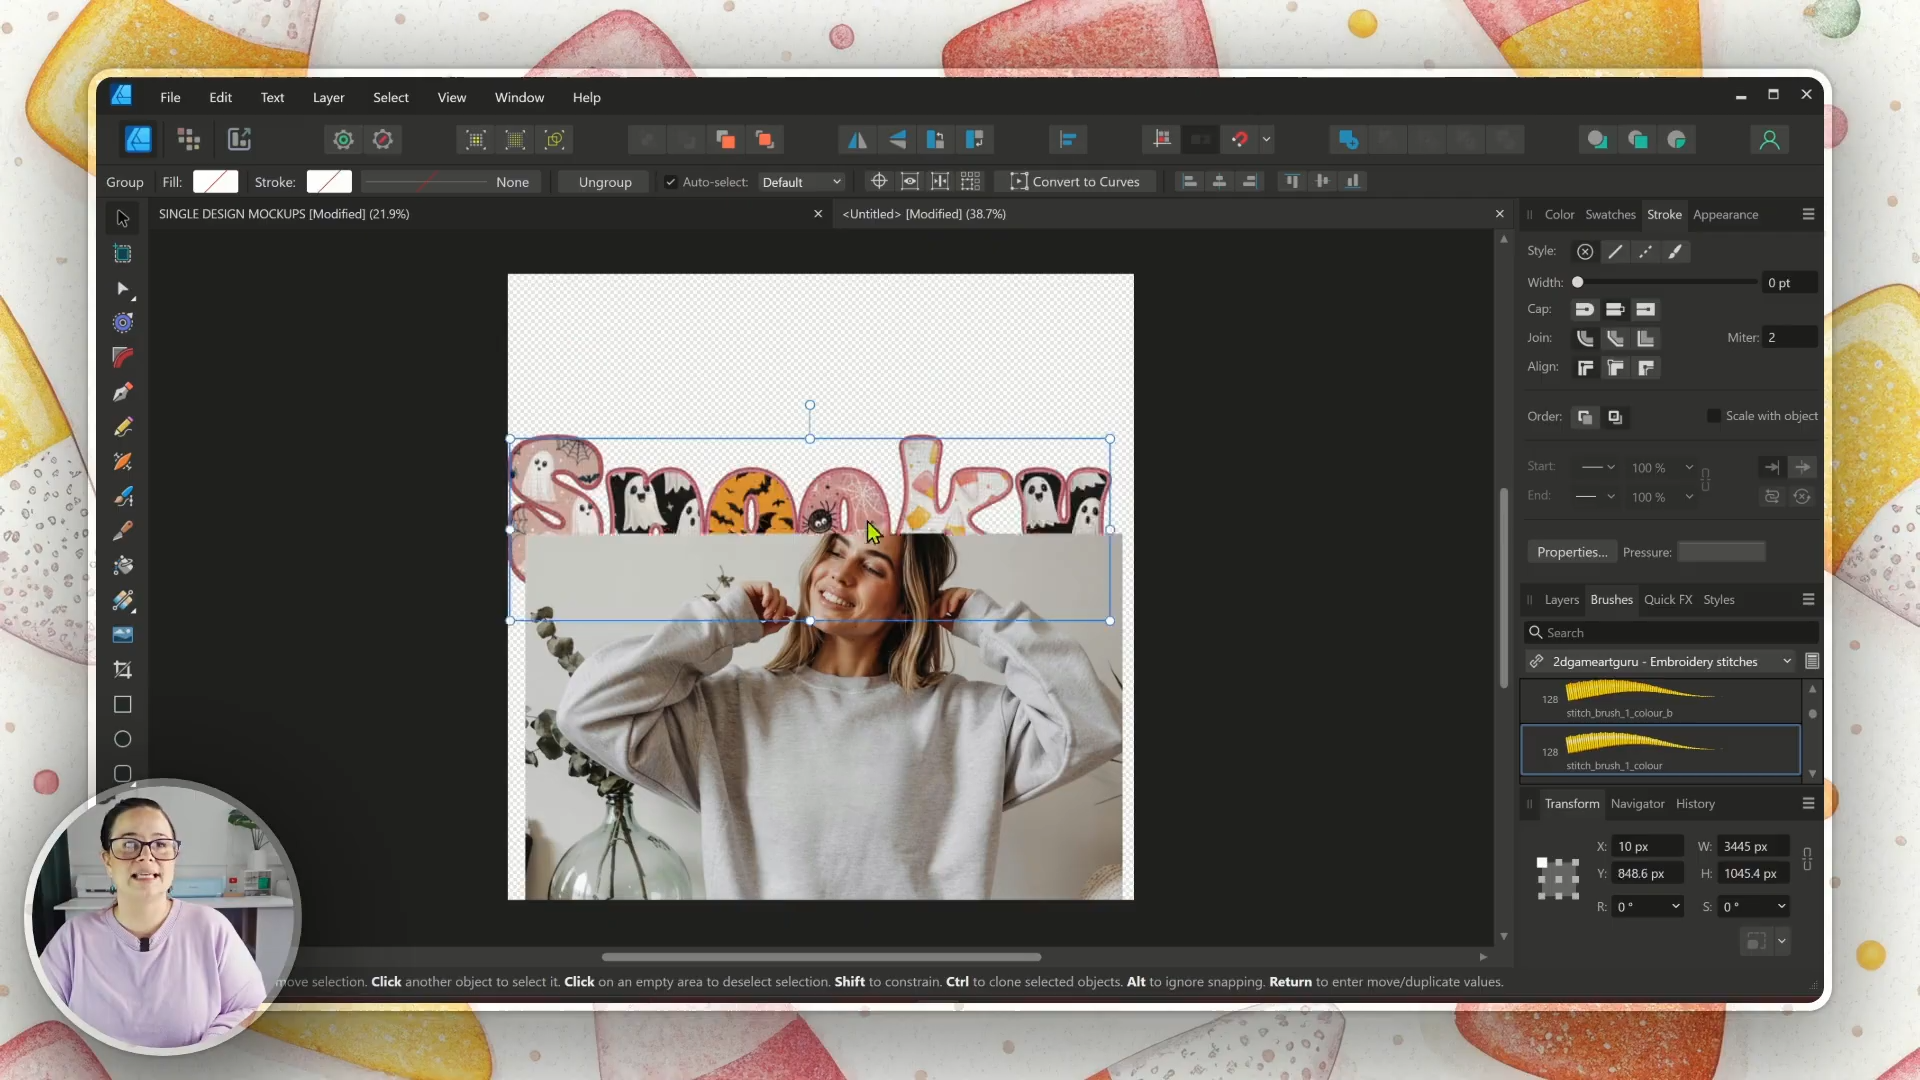 File Edit Text Layer Select View Window Help
Group Fill: Stroke: None Ungroup Auto-select: Default Convert to Curves
SINGLE DESIGN MOCKUPS [Modified] (21.9%)
<Untitled> [Modified] (38.7%)
Color Swatches Stroke Appearance
Style:
Width: 0 pt
Cap:
Join: Miter: 2
Align:
Order: Scale with object
Start: 100 %
End: 100 %
Properties... Pressure:
Spooky
Layers Brushes Quick FX Styles
Search
2dgameartguru - Embroidery stitches
128
stitch_brush_1_colour_b
128
stitch_brush_1_colour
Transform Navigator History
X: 10 px W: 3445 px
Y: 848.6 px H: 1045.4 px
R: 0 ° S: 0 °
move selection. Click another object to select it. Click on an empty area to deselect selection. Shift to constrain. Ctrl to clone selected objects. Alt to ignore snapping. Return to enter move/duplicate values.